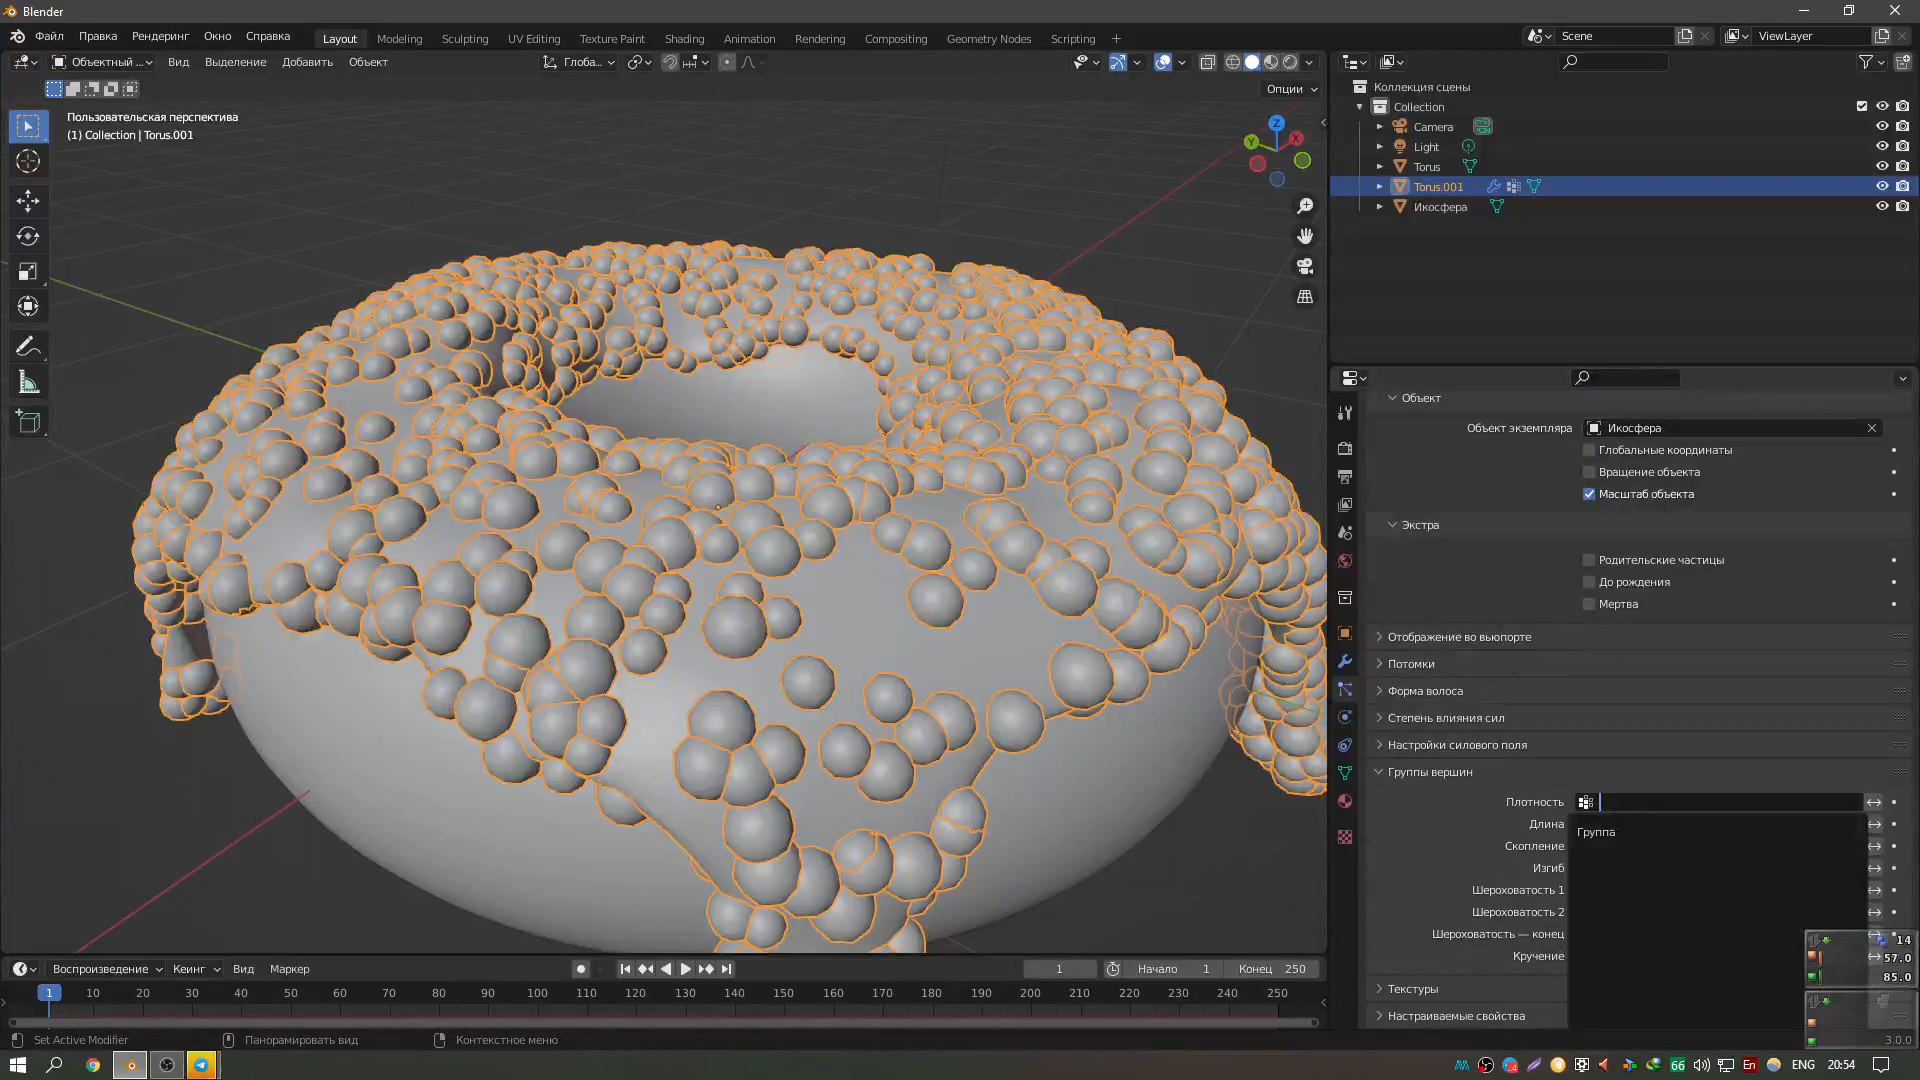 Blender
Файл Правка Рендеринг Окно Справка Layout Modeling Sculpting UV Editing Texture Paint Shading Animation Rendering Compositing Geometry Nodes Scripting + Scene ViewLayer
Объектный ... Вид Выделение Добавить Объект Глоба...
Опции
Пользовательская перспектива
(1) Collection | Torus.001
Z
X
Y
Коллекция сцены
Collection
Camera
Light
Torus
Torus.001
Икосфера
Объект
Объект экземпляра Икосфера
Глобальные координаты
Вращение объекта
Масштаб объекта
Экстра
Родительские частицы
До рождения
Мертва
Отображение во вьюпорте
Потомки
Форма волоса
Степень влияния сил
Настройки силового поля
Группы вершин
Плотность
Длина
Группа
Скопление
Изгиб
Шероховатость 1
Шероховатость 2
Шероховатость — конец
Кручение
Текстуры
Настраиваемые свойства
14
57.0
85.0
3.0.0
Воспроизведение Кеинг Вид Маркер 1 Начало 1 Конец 250
1 10 20 30 40 50 60 70 80 90 100 110 120 130 140 150 160 170 180 190 200 210 220 230 240 250
Set Active Modifier Панорамировать вид Контекстное меню
66 En ENG 20:54